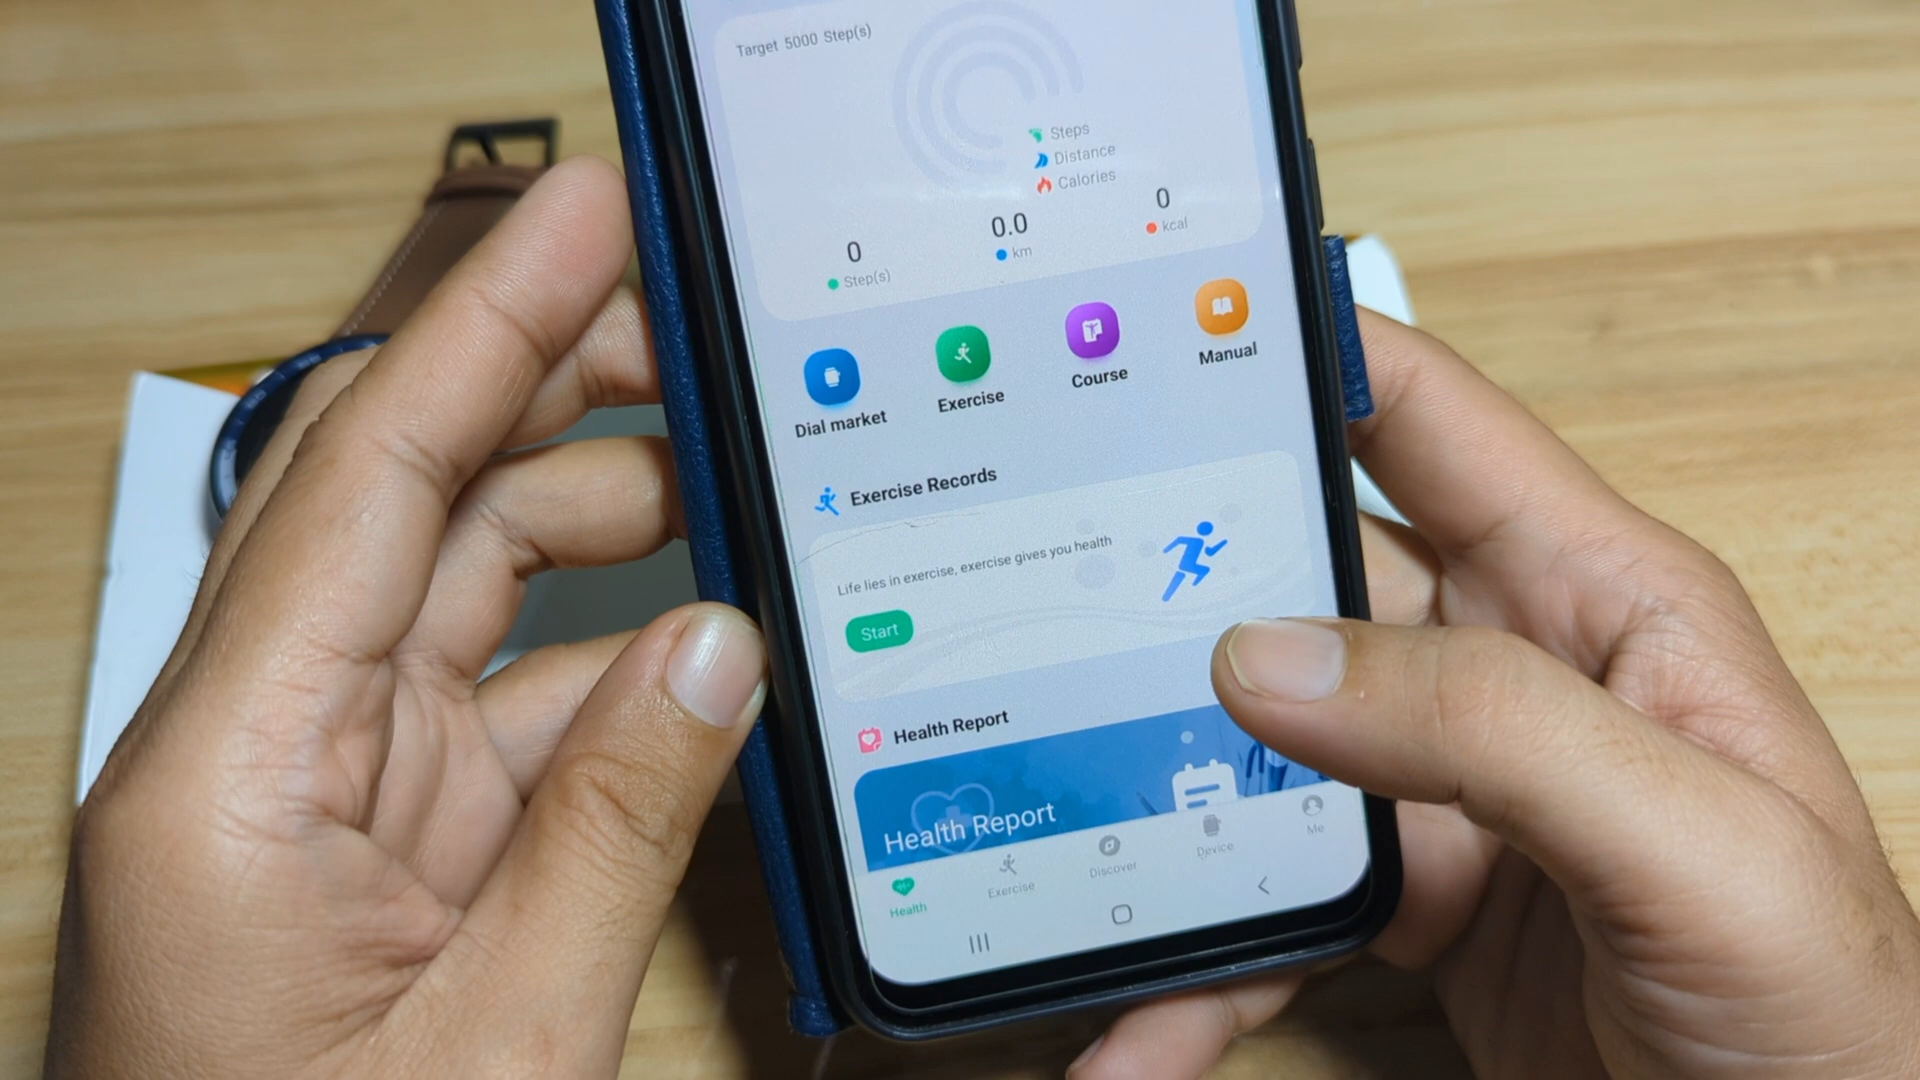 Target 5000 Step(s)
Steps
Distance
Calories
0
0.0
0
Step(s)
km
kcal
Dial market
Exercise
Course
Manual
Exercise Records
Life lies in exercise, exercise gives you health
Start
Health Report
Health Report
Health
Exercise
Discover
Device
Me